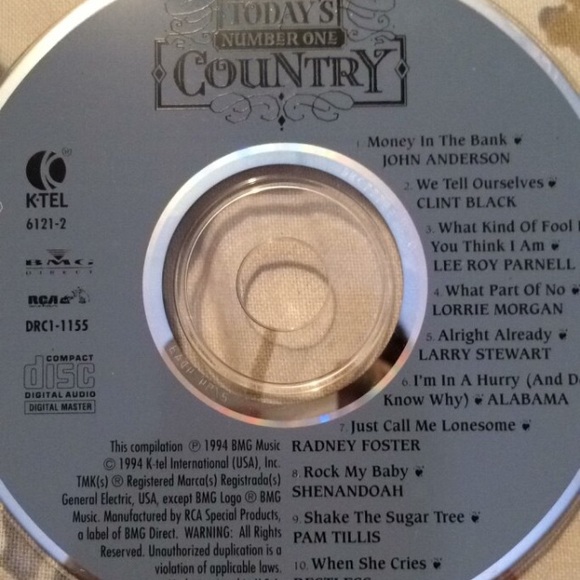 TODAY'S
NUMBER ONE
COUNTRY
K-TEL
6121-2
BMG
DIRECT
RCA
DRC1-1155
COMPACT
disc
DIGITAL AUDIO
DIGITAL MASTER
1. Money In The Bank
JOHN ANDERSON
2. We Tell Ourselves
CLINT BLACK
3. What Kind Of Fool
You Think I Am
LEE ROY PARNELL
4. What Part Of No
LORRIE MORGAN
5. Alright Already
LARRY STEWART
6. I'm In A Hurry (And D
Know Why) ALABAMA
7. Just Call Me Lonesome
RADNEY FOSTER
8. Rock My Baby
SHENANDOAH
9. Shake The Sugar Tree
PAM TILLIS
10. When She Cries
RESTLESS
This compilation ℗ 1994 BMG Music
© 1994 K-tel International (USA), Inc.
TMK(s) ® Registered Marca(s) Registrada(s)
General Electric, USA, except BMG Logo ® BMG
Music. Manufactured by RCA Special Products,
a label of BMG Direct. WARNING: All Rights
Reserved. Unauthorized duplication is a
violation of applicable laws.